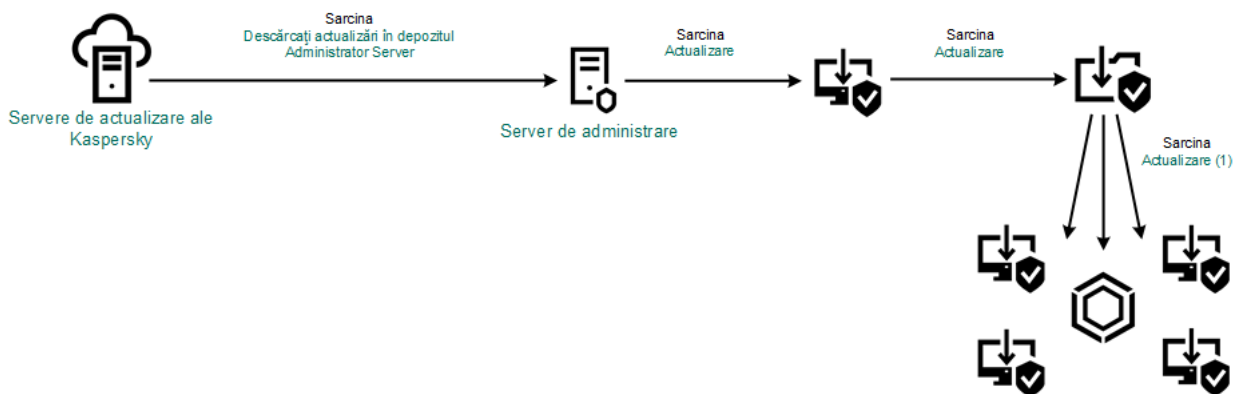 Sarcina
Descărcați actualizări în depozitul
Administrator Server
Sarcina
Actualizare
Sarcina
Actualizare
Servere de actualizare ale
Kaspersky
Server de administrare
Sarcina
Actualizare (1)